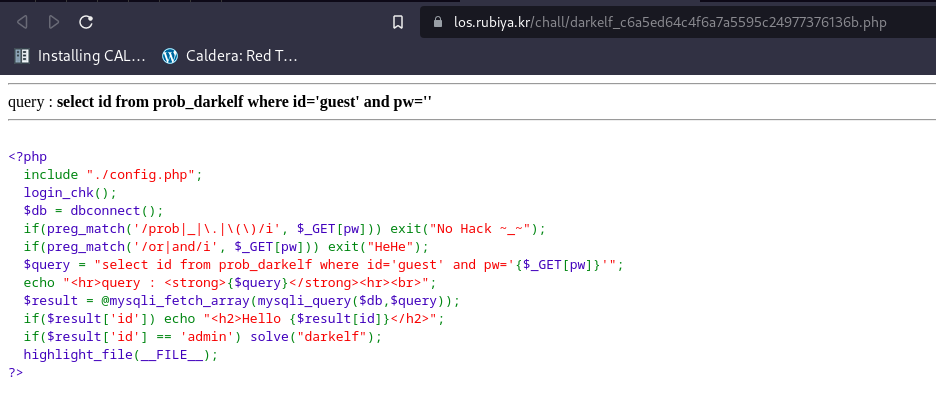 los.rubiya.kr/chall/darkelf_c6a5ed64c4f6a7a5595c24977376136b.php
Installing CAL... Caldera: Red T...
query : select id from prob_darkelf where id='guest' and pw=''
<?php
  include "./config.php";
  login_chk();
  $db = dbconnect();
  if(preg_match('/prob|_|\.|\(\)/i', $_GET[pw])) exit("No Hack ~_~");
  if(preg_match('/or|and/i', $_GET[pw])) exit("HeHe");
  $query = "select id from prob_darkelf where id='guest' and pw='{$_GET[pw]}'";
  echo "<hr>query : <strong>{$query}</strong><hr><br>";
  $result = @mysqli_fetch_array(mysqli_query($db,$query));
  if($result['id']) echo "<h2>Hello {$result[id]}</h2>";
  if($result['id'] == 'admin') solve("darkelf");
  highlight_file(__FILE__);
?>